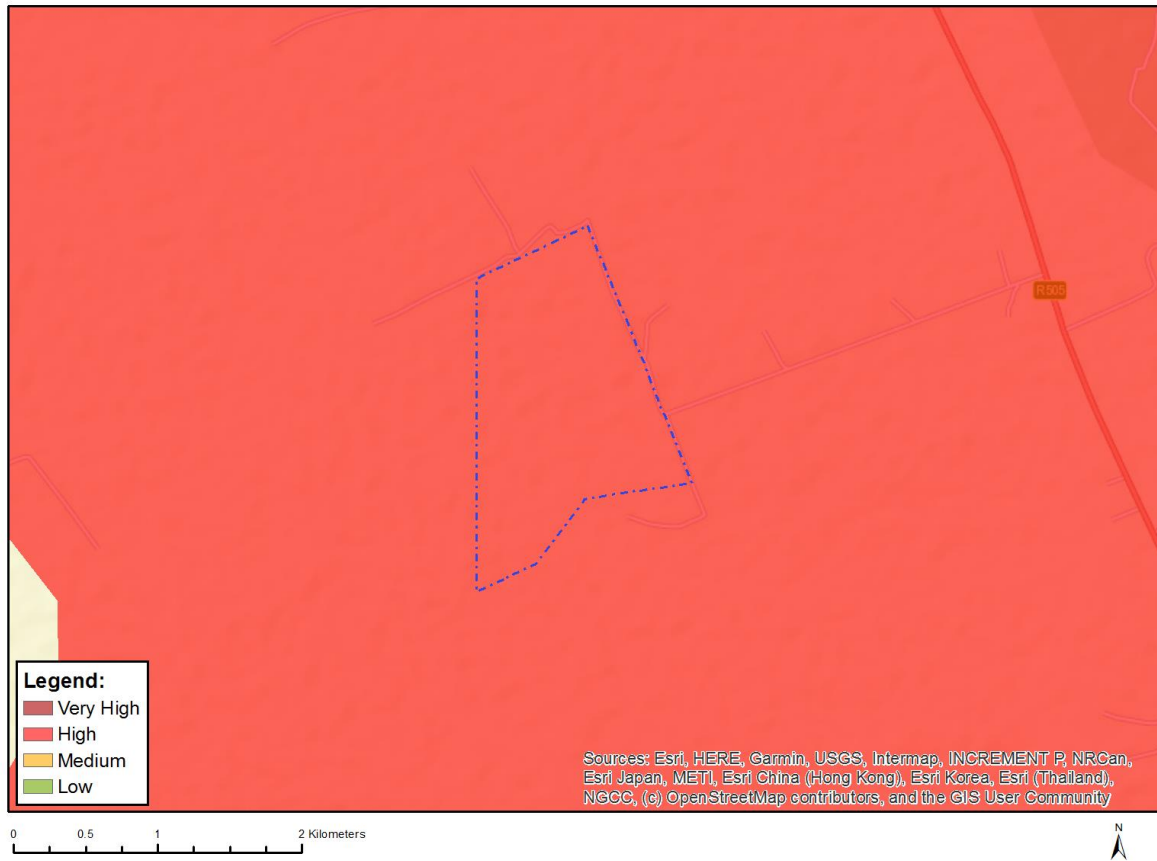 R505
Legend:
Very High
High
Medium
Low
Sources: Esri, HERE, Garmin, USGS, Intermap, INCREMENT P, NRCan,
Esri Japan, METI, Esri China (Hong Kong), Esri Korea, Esri (Thailand),
NGCC, (c) OpenStreetMap contributors, and the GIS User Community
0 0.5 1 2 Kilometers
N